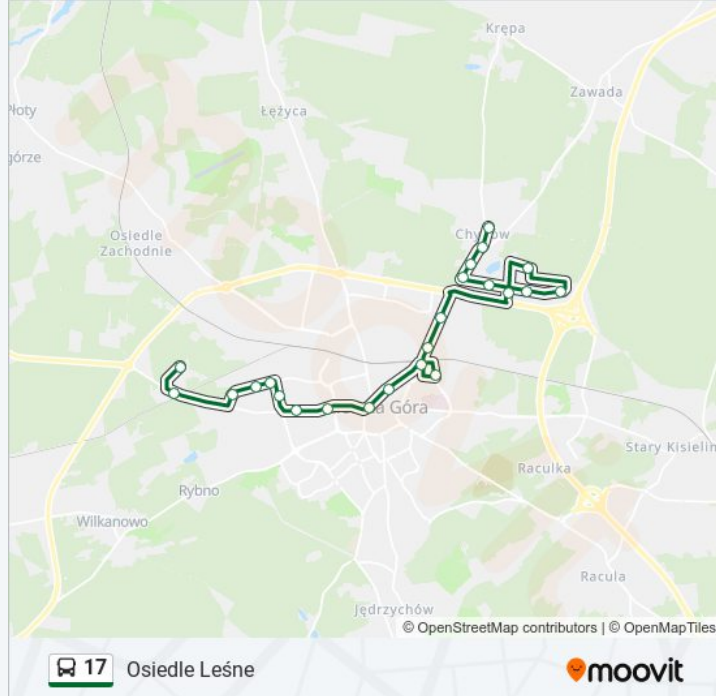 Krępa
Zawada
Płoty
Łężyca
górze
Osiedle
Zachodnie
a Góra
Stary Kisielin
Raculka
Rybno
Wilkanowo
Racula
Jędrzychów
© OpenStreetMap contributors | © OpenMapTiles
17 Osiedle Leśne
moovit